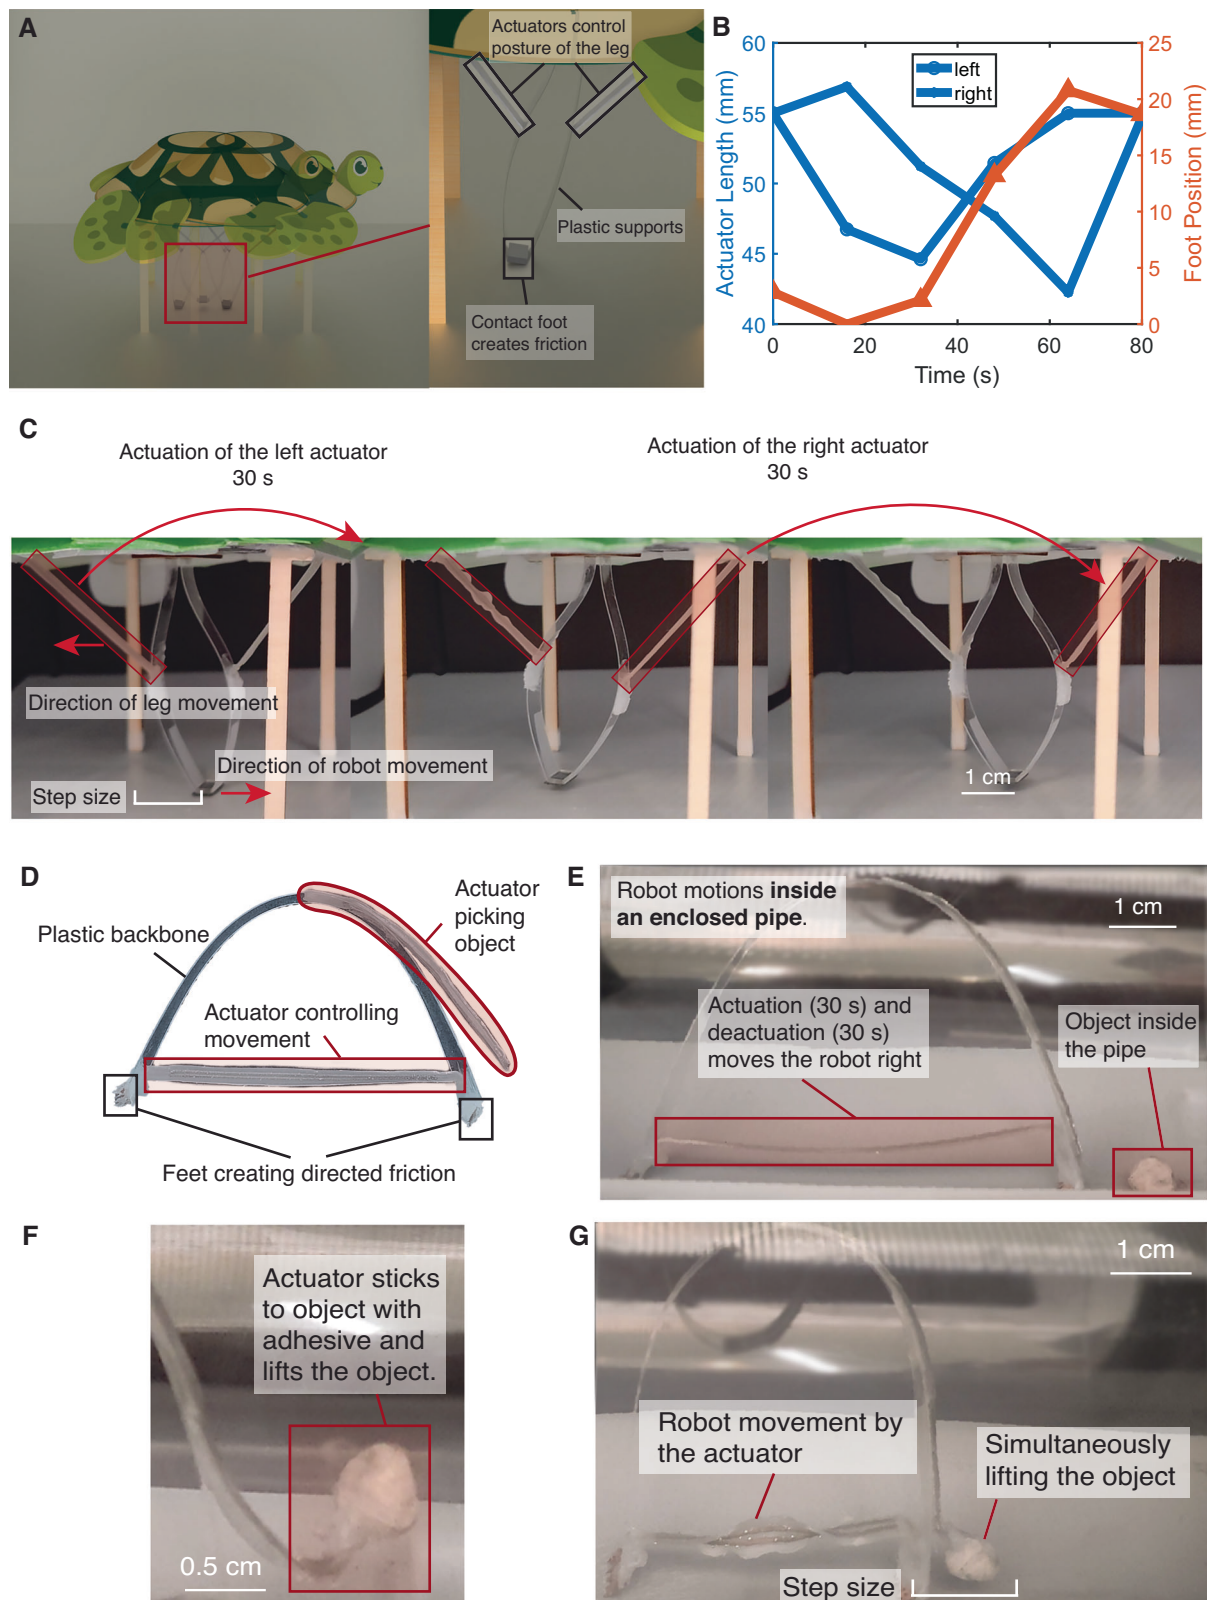 A
Actuators control
posture of the leg
Plastic supports
Contact foot
creates friction
B
60
55
50
45
40
Actuator Length (mm)
left
right
25
20
15
10
5
0
Foot Position (mm)
0
20
40
60
80
Time (s)
C
Actuation of the left actuator
30 s
Actuation of the right actuator
30 s
Direction of leg movement
Direction of robot movement
Step size
1 cm
D
Plastic backbone
Actuator
picking
object
Actuator controlling
movement
Feet creating directed friction
E
Robot motions inside
an enclosed pipe.
1 cm
Actuation (30 s) and
deactuation (30 s)
moves the robot right
Object inside
the pipe
F
Actuator sticks
to object with
adhesive and
lifts the object.
0.5 cm
G
1 cm
Robot movement by
the actuator
Simultaneously
lifting the object
Step size